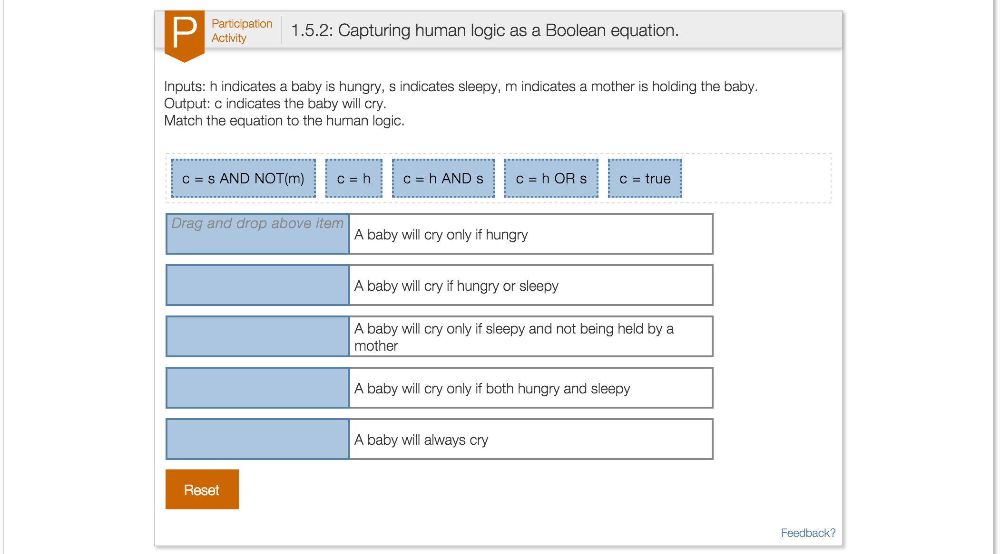 P
Participation
Activity
1.5.2: Capturing human logic as a Boolean equation.
Inputs: h indicates a baby is hungry, s indicates sleepy, m indicates a mother is holding the baby.
Output: c indicates the baby will cry.
Match the equation to the human logic.
c = s AND NOT(m)
c = h
c = h AND s
c = h OR s
c = true
Drag and drop above item
A baby will cry only if hungry
A baby will cry if hungry or sleepy
A baby will cry only if sleepy and not being held by a
mother
A baby will cry only if both hungry and sleepy
A baby will always cry
Reset
Feedback?